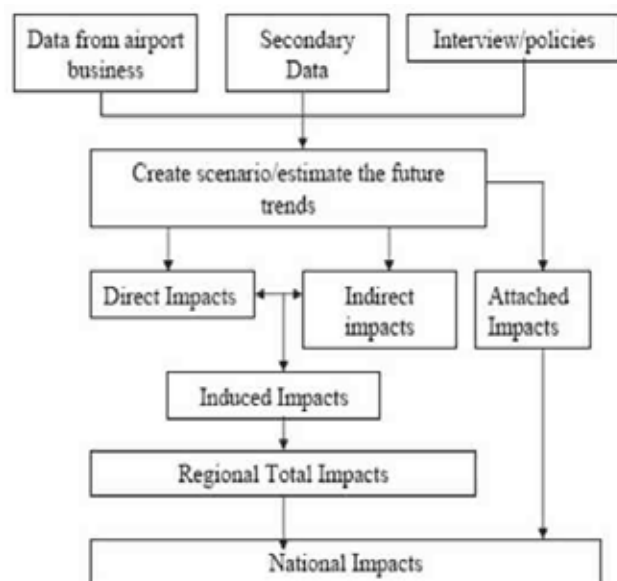 Data from airport
business
Secondary
Data
Interview/policies
Create scenario/estimate the future
trends
Direct Impacts
Indirect
impacts
Attached
Impacts
Induced Impacts
Regional Total Impacts
National Impacts